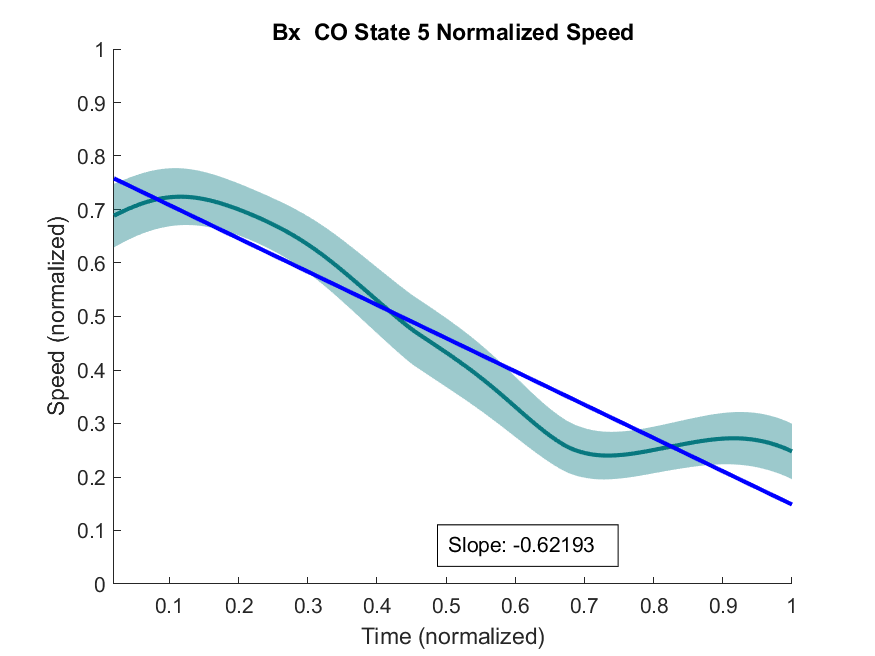 Bx  CO State 5 Normalized Speed
1
0.9
0.8
0.7
0.6
0.5
0.4
0.3
0.2
0.1
0
Speed (normalized)
Slope: -0.62193
0.1 0.2 0.3 0.4 0.5 0.6 0.7 0.8 0.9 1
Time (normalized)